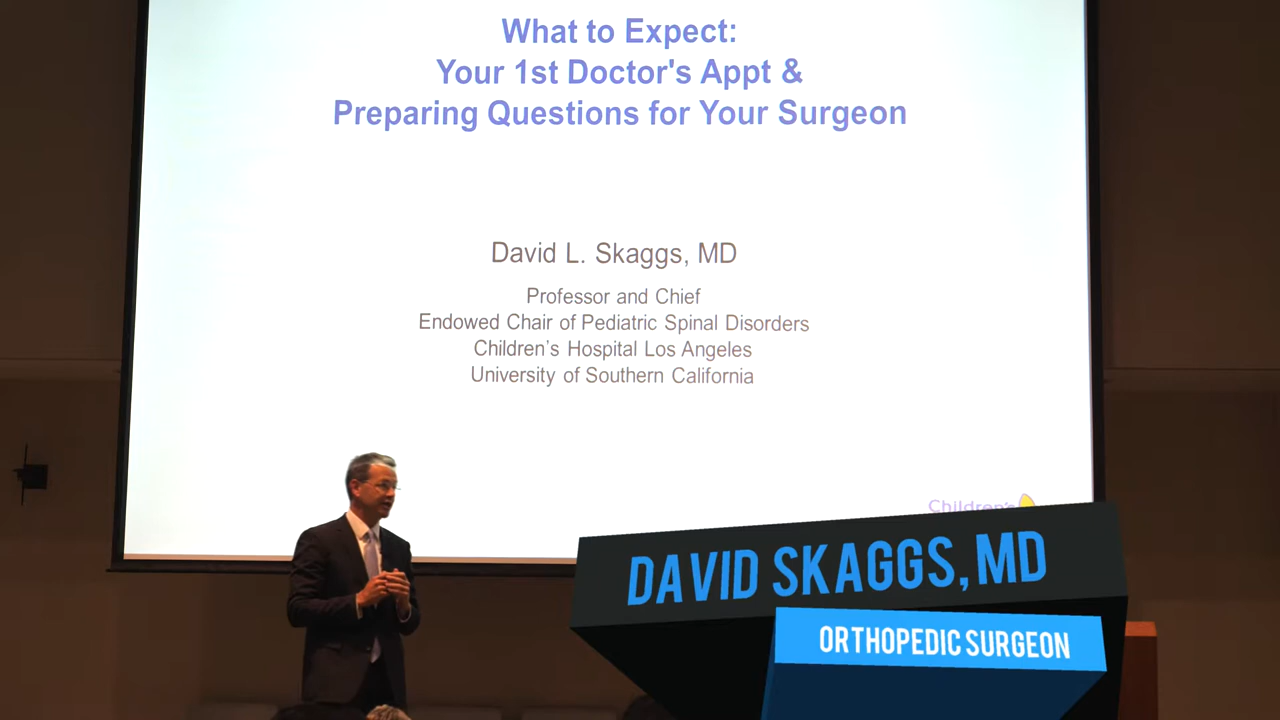 What to Expect:
Your 1st Doctor's Appt &
Preparing Questions for Your Surgeon
David L. Skaggs, MD
Professor and Chief
Endowed Chair of Pediatric Spinal Disorders
Children’s Hospital Los Angeles
University of Southern California
Children's
DAVID SKAGGS, MD
ORTHOPEDIC SURGEON